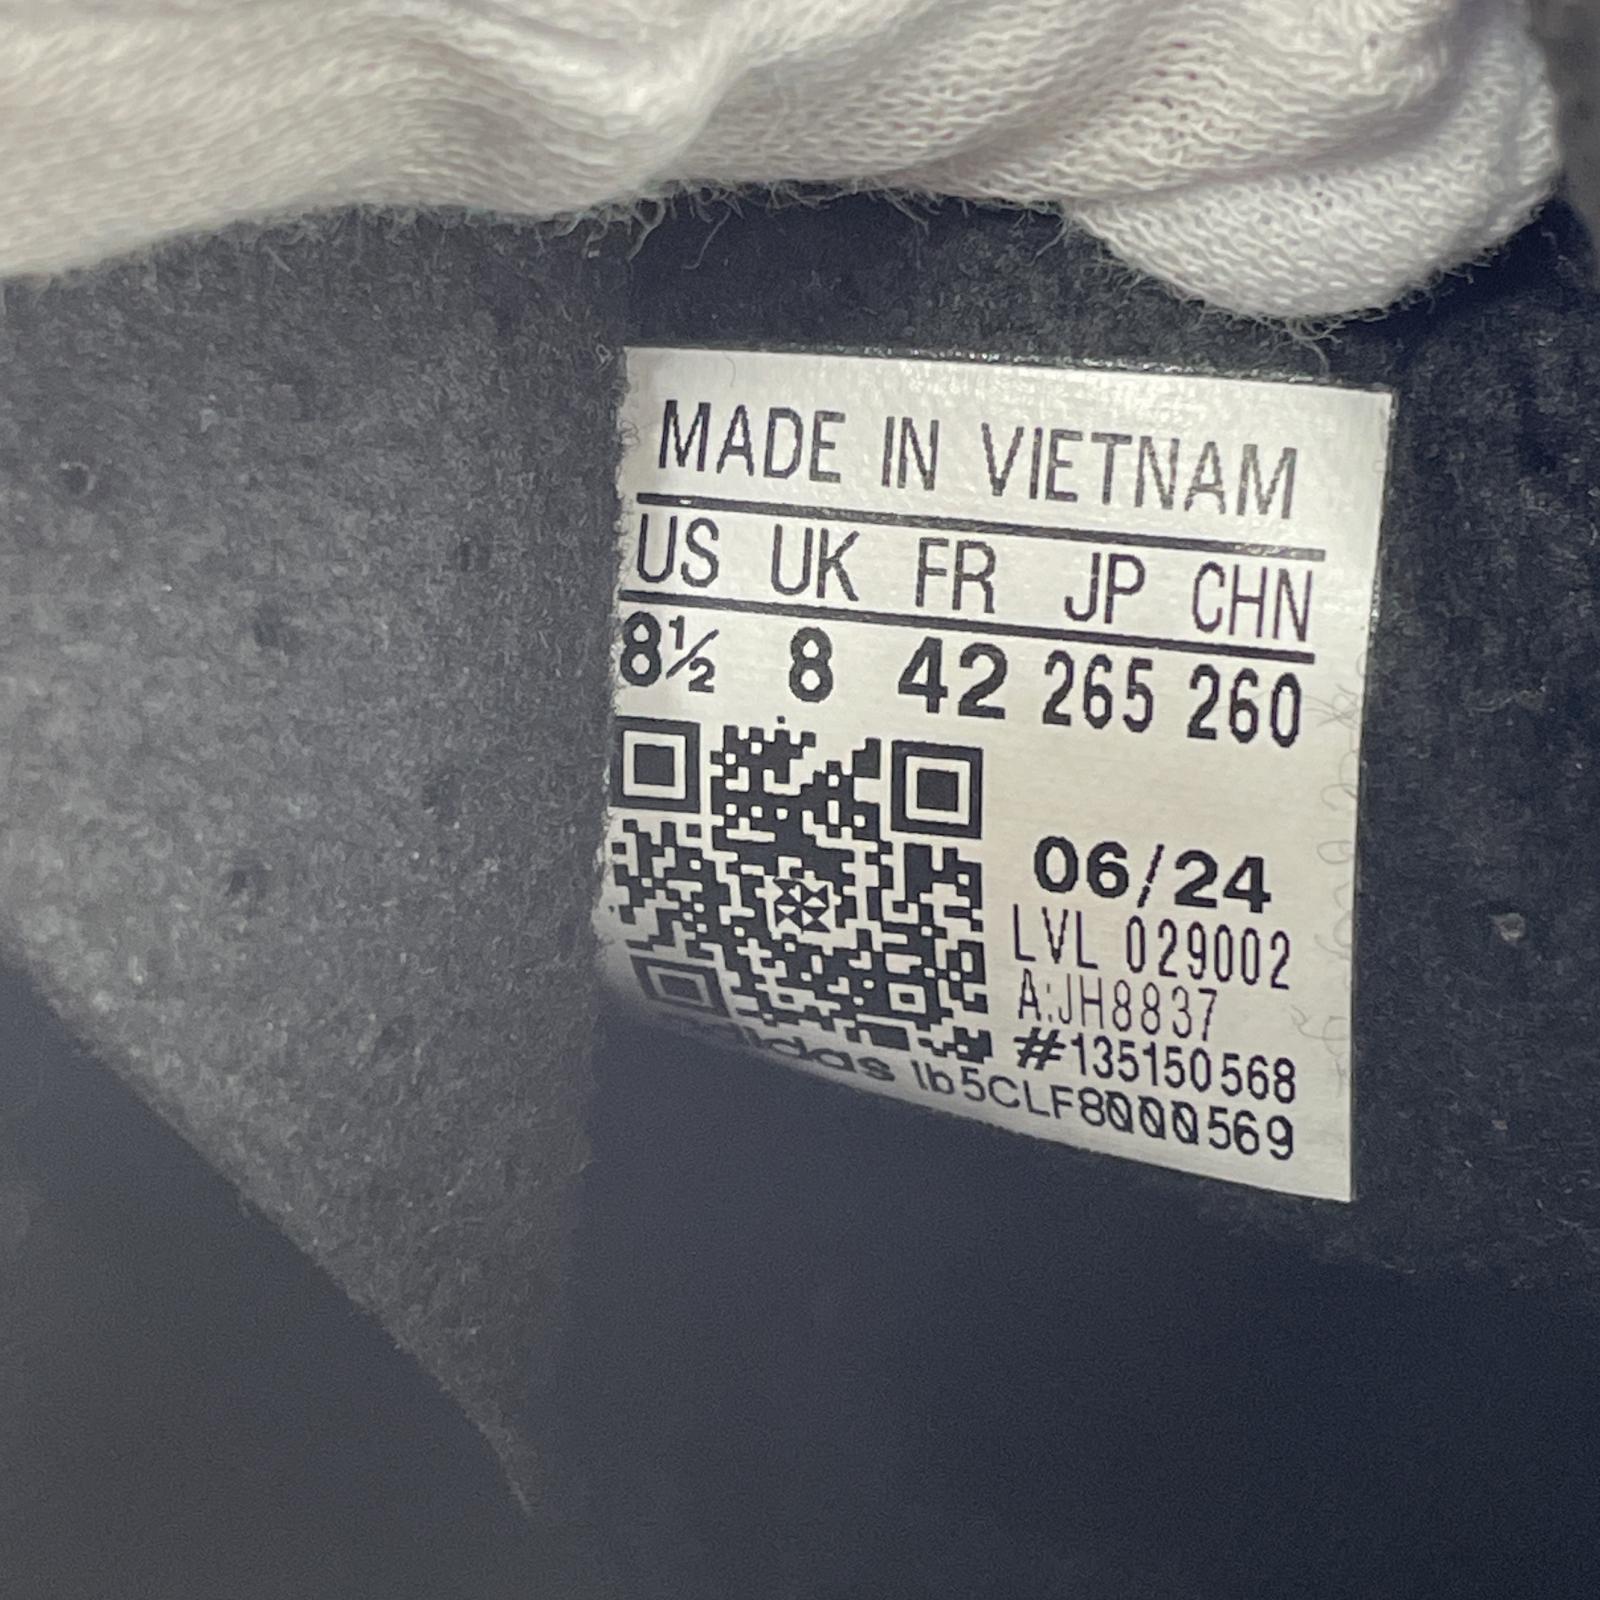 MADE IN VIETNAM
US UK FR JP CHN
8½ 8 42 265 260
06/24
LVL 029002
A:JH8837
#135150568
adidas Ib5CLF8000569